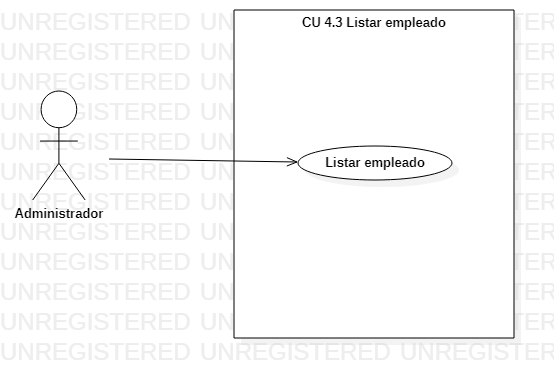 CU 4.3 Listar empleado
Listar empleado
Administrador
UNREGISTERED UNREGISTERED UNREGISTERED